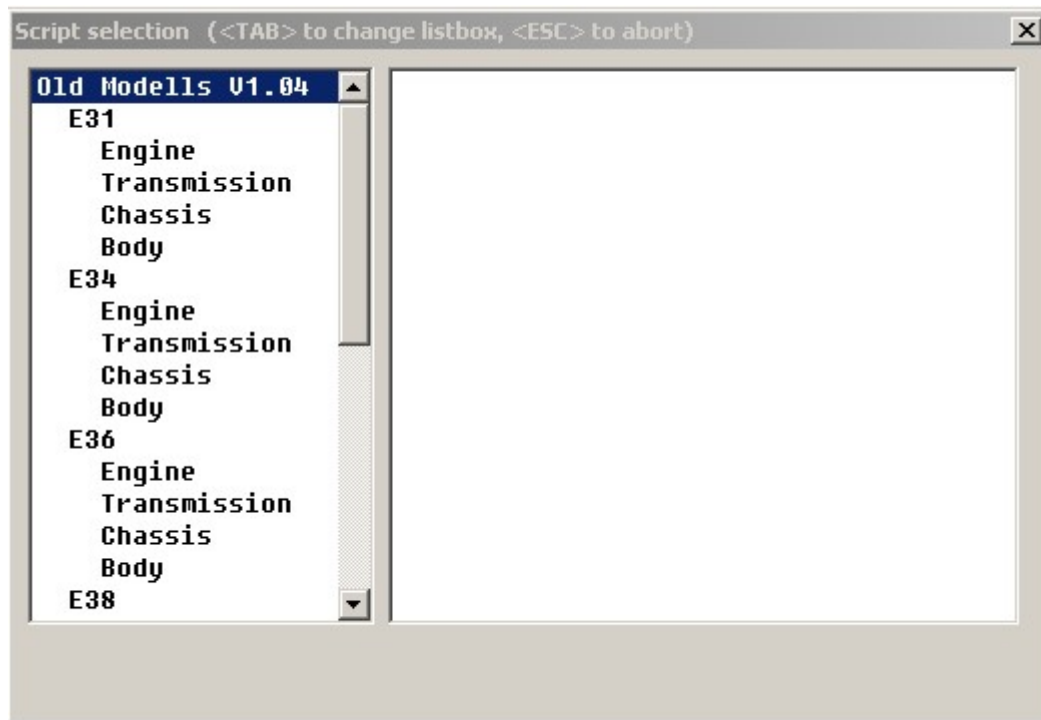 Script selection (<TAB> to change listbox, <ESC> to abort)
Old Modells V1.04
E31
Engine
Transmission
Chassis
Body
E34
Engine
Transmission
Chassis
Body
E36
Engine
Transmission
Chassis
Body
E38